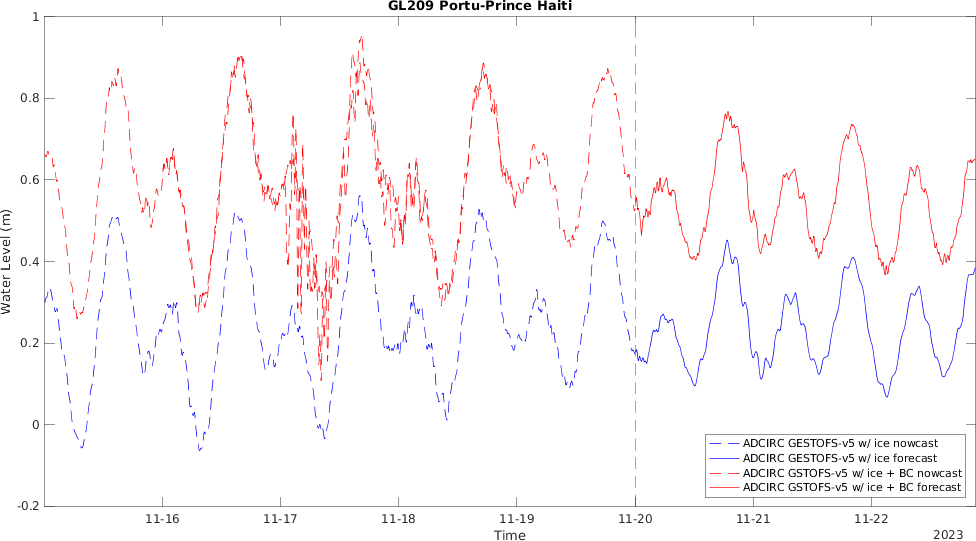 GL209 Portu-Prince Haiti
Water Level (m)
1
0.8
0.6
0.4
0.2
0
-0.2
ADCIRC GESTOFS-v5 w/ ice nowcast
ADCIRC GESTOFS-v5 w/ ice forecast
ADCIRC GSTOFS-v5 w/ ice + BC nowcast
ADCIRC GSTOFS-v5 w/ ice + BC forecast
11-16 11-17 11-18 11-19 11-20 11-21 11-22
Time
2023